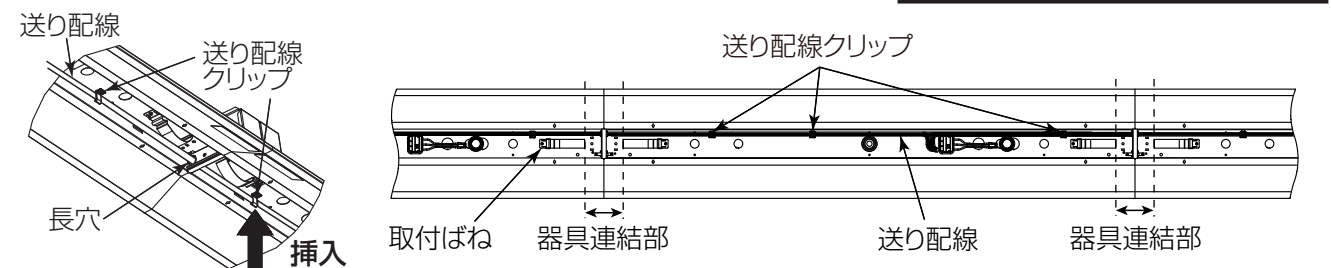 送り配線
送り配線
クリップ
長穴
挿入
送り配線クリップ
取付ばね
器具連結部
送り配線
器具連結部